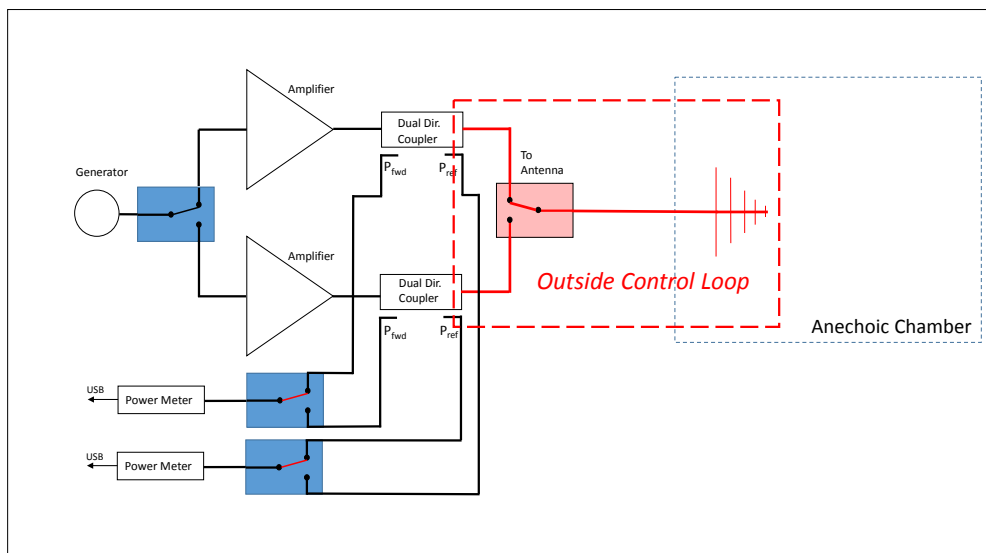 Amplifier
Dual Dir.
Coupler
To
Antenna
Pfwd
Pref
Generator
Amplifier
Dual Dir.
Coupler
Outside Control Loop
Pfwd
Pref
Anechoic Chamber
USB
Power Meter
USB
Power Meter